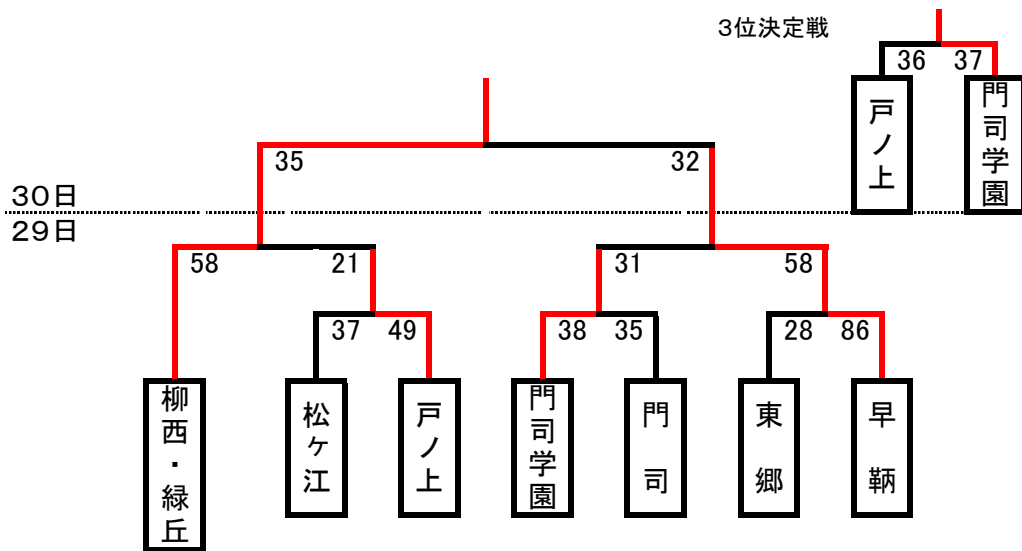 3位決定戦
36 37
戸ノ上
門司学園
35 32
30日
29日
58 21 31 58
37 49 38 35 28 86
柳西・緑丘
松ヶ江
戸ノ上
門司学園
門司
東郷
早鞆